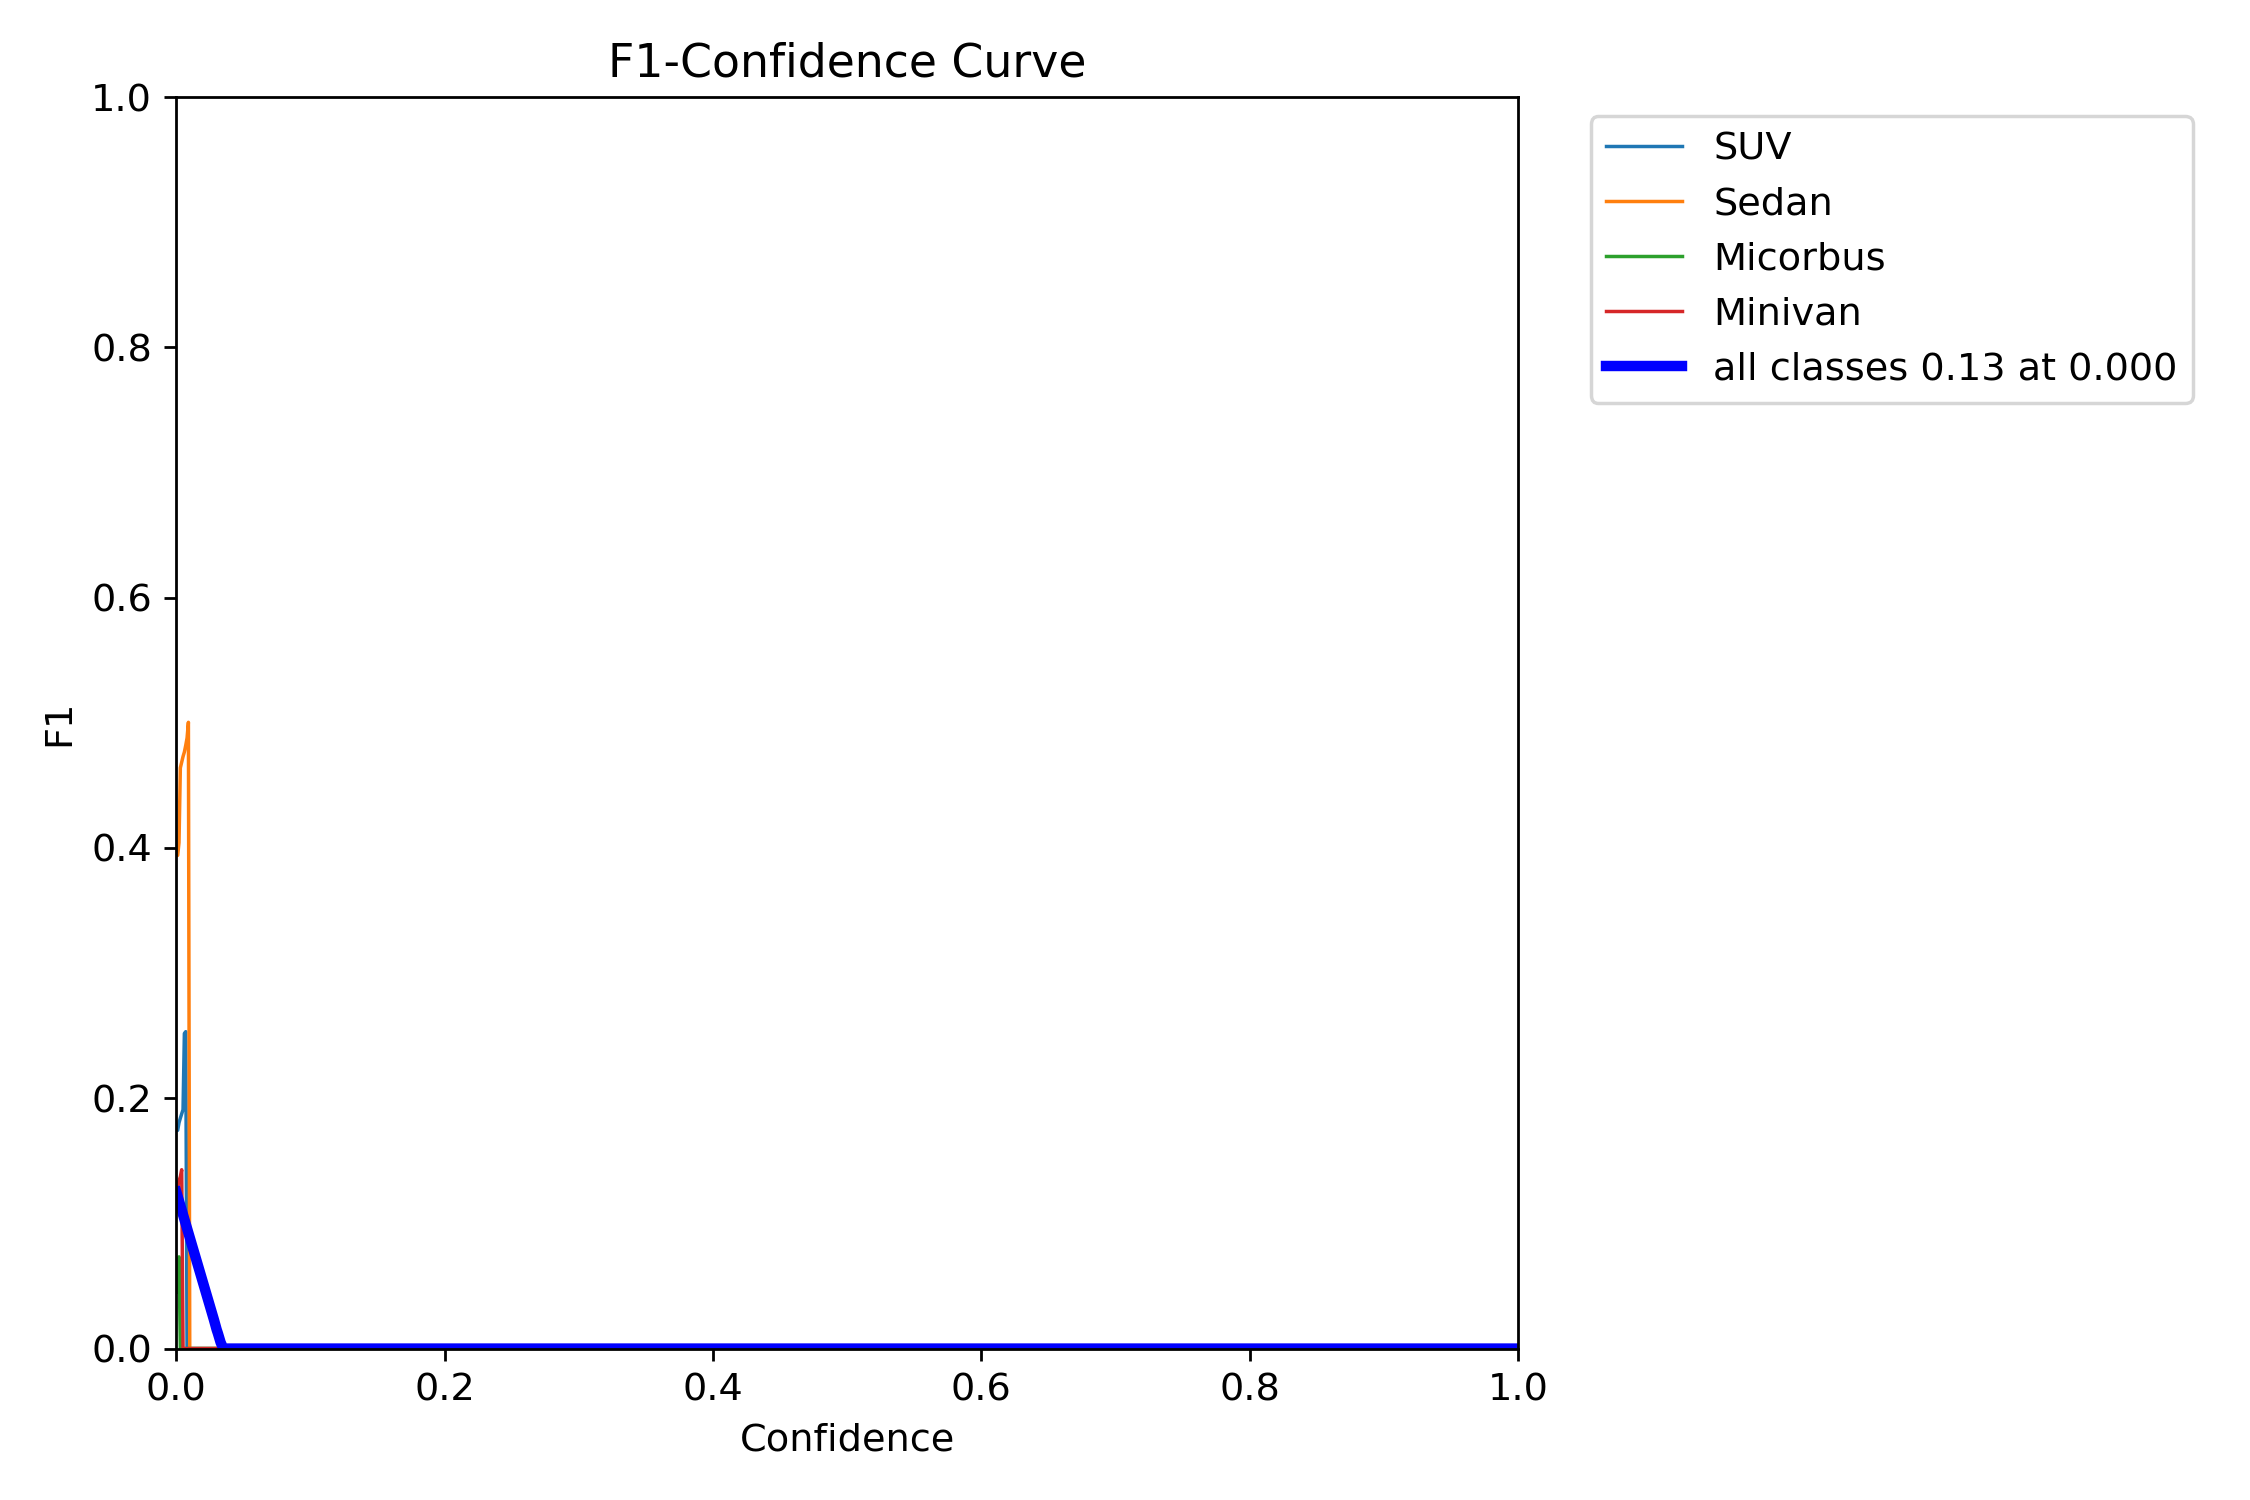 F1-Confidence Curve
1.0
0.8
0.6
0.4
0.2
0.0
F1
0.0 0.2 0.4 0.6 0.8 1.0
Confidence
SUV
Sedan
Micorbus
Minivan
all classes 0.13 at 0.000